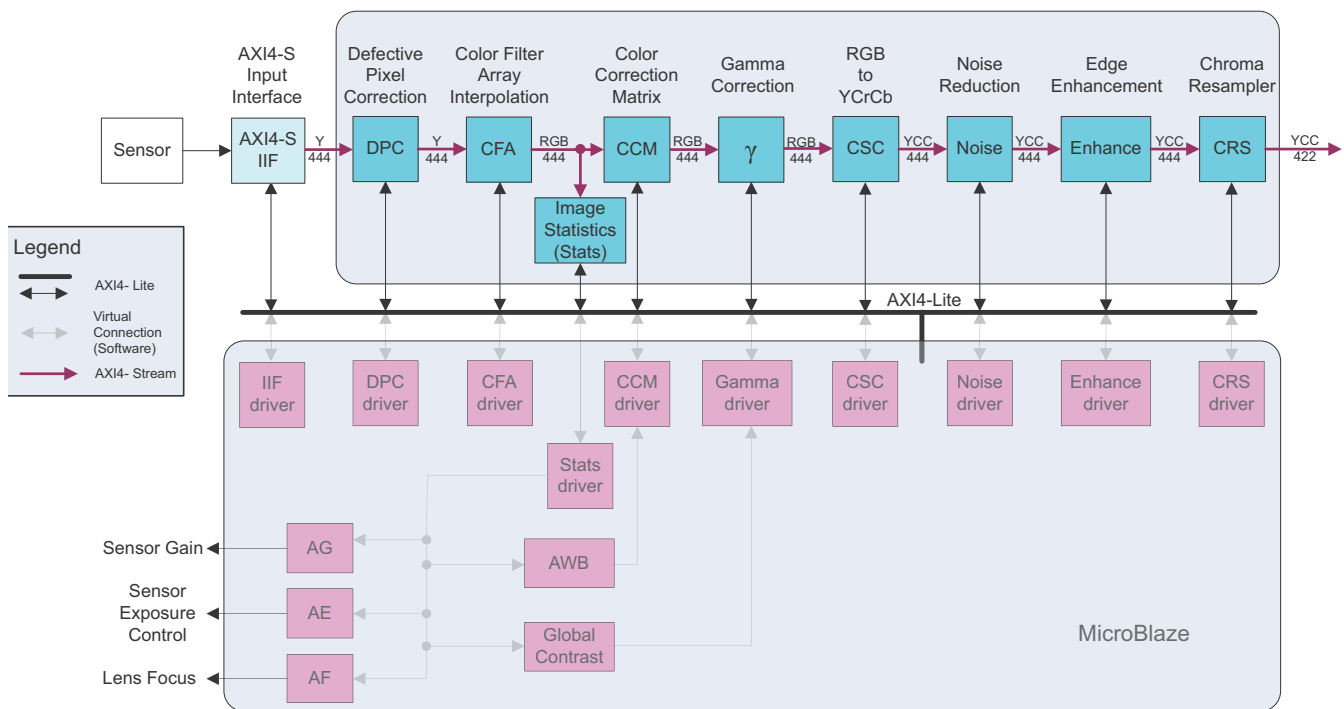 AXI4-S
Input
Interface
Defective
Pixel
Correction
Color Filter
Array
Interpolation
Color
Correction
Matrix
Gamma
Correction
RGB
to
YCrCb
Noise
Reduction
Edge
Enhancement
Chroma
Resampler
Sensor
AXI4-S
IIF
Y
444
DPC
Y
444
CFA
RGB
444
CCM
RGB
444
γ
RGB
444
CSC
YCC
444
Noise
YCC
444
Enhance
YCC
444
CRS
YCC
422
Image
Statistics
(Stats)
Legend
AXI4- Lite
Virtual
Connection
(Software)
AXI4- Stream
AXI4-Lite
IIF
driver
DPC
driver
CFA
driver
CCM
driver
Gamma
driver
CSC
driver
Noise
driver
Enhance
driver
CRS
driver
Stats
driver
Sensor Gain
AG
AWB
Sensor
Exposure
Control
AE
Global
Contrast
MicroBlaze
Lens Focus
AF